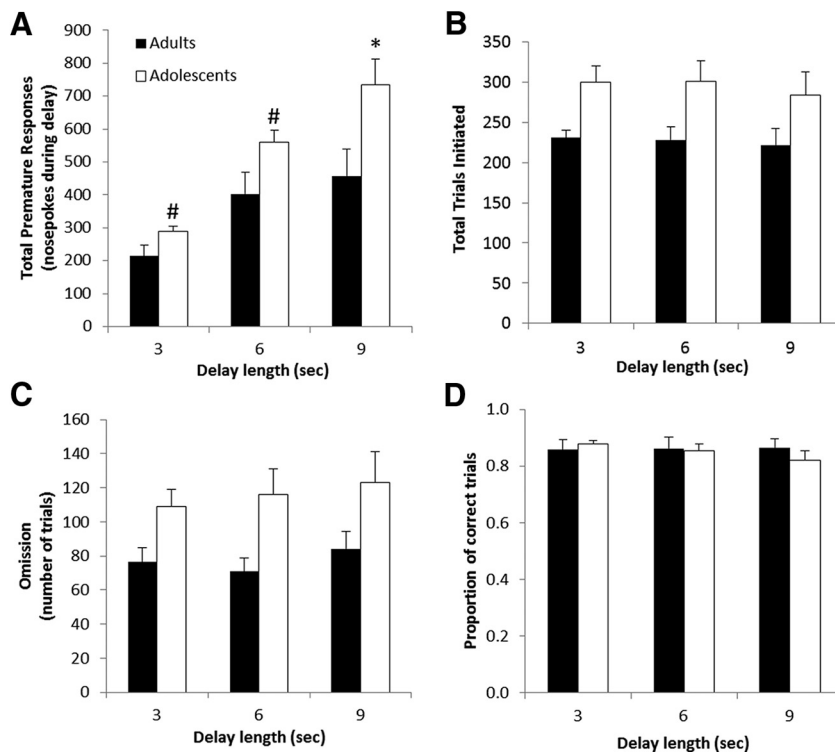 A
Total Premature Responses
(nosepokes during delay)
900
800
700
600
500
400
300
200
100
0
Adults
Adolescents
#
#
*
3 6 9
Delay length (sec)
B
Total Trials Initiated
350
300
250
200
150
100
50
0
3 6 9
Delay length (sec)
C
Omission
(number of trials)
160
140
120
100
80
60
40
20
0
3 6 9
Delay length (sec)
D
Proportion of correct trials
1.0
0.8
0.6
0.4
0.2
0.0
3 6 9
Delay length (sec)